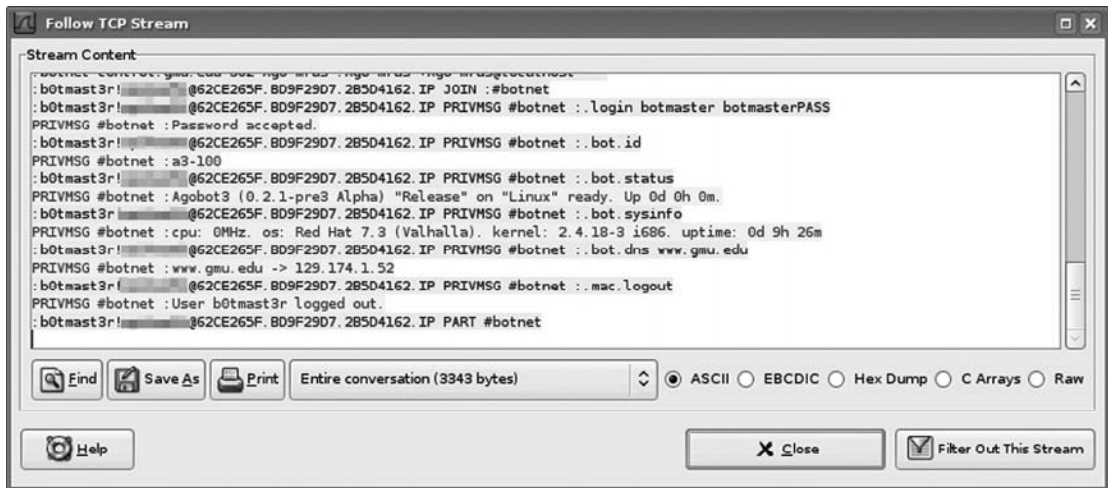 Follow TCP Stream
Stream Content
:b0tmast3r! @62CE265F.BD9F29D7.2B5D4162.IP JOIN :#botnet
:b0tmast3r! @62CE265F.BD9F29D7.2B5D4162.IP PRIVMSG #botnet :.login botmaster botmasterPASS
PRIVMSG #botnet :Password accepted.
:b0tmast3r! @62CE265F.BD9F29D7.2B5D4162.IP PRIVMSG #botnet :.bot.id
PRIVMSG #botnet :a3-100
:b0tmast3r! @62CE265F.BD9F29D7.2B5D4162.IP PRIVMSG #botnet :.bot.status
PRIVMSG #botnet :Agobot3 (0.2.1-pre3 Alpha) "Release" on "Linux" ready. Up 0d 0h 0m.
:b0tmast3r @62CE265F.BD9F29D7.2B5D4162.IP PRIVMSG #botnet :.bot.sysinfo
PRIVMSG #botnet :cpu: 0MHz. os: Red Hat 7.3 (Valhalla). kernel: 2.4.18-3 i686. uptime: 0d 9h 26m
:b0tmast3r! @62CE265F.BD9F29D7.2B5D4162.IP PRIVMSG #botnet :.bot.dns www.gmu.edu
PRIVMSG #botnet :www.gmu.edu -> 129.174.1.52
:b0tmast3r! @62CE265F.BD9F29D7.2B5D4162.IP PRIVMSG #botnet :.mac.logout
PRIVMSG #botnet :User b0tmast3r logged out.
:b0tmast3r! @62CE265F.BD9F29D7.2B5D4162.IP PART #botnet
Find Save As Print Entire conversation (3343 bytes) ASCII EBCDIC Hex Dump C Arrays Raw
Help Close Filter Out This Stream